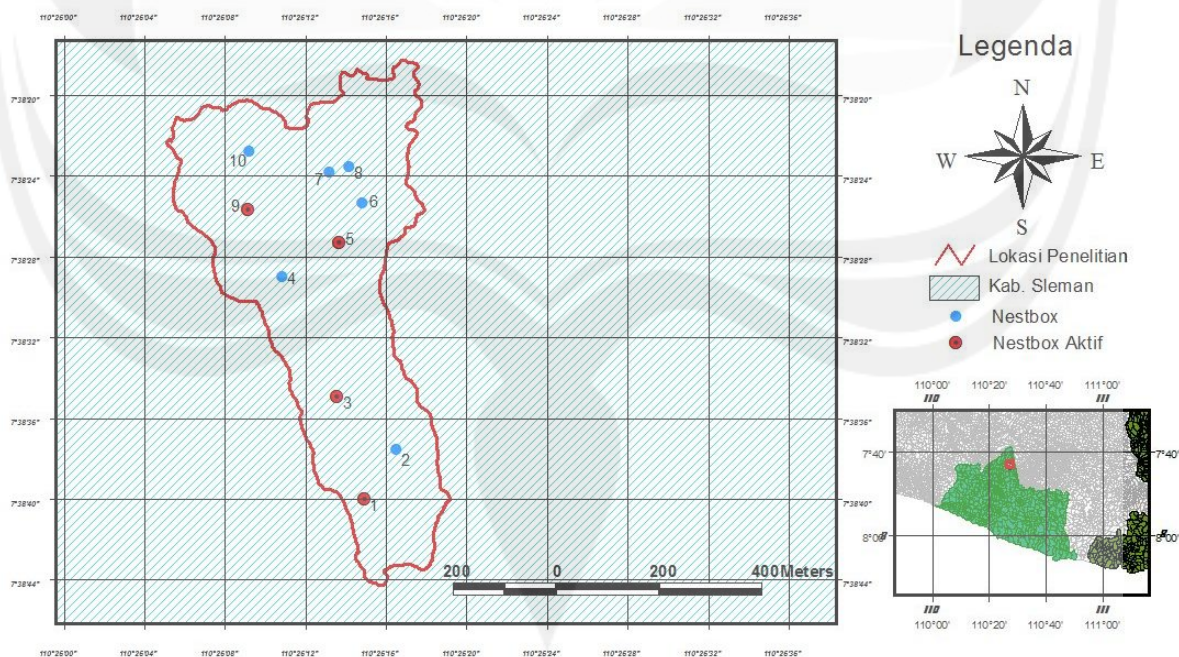 110°26'00" 110°26'04" 110°26'08" 110°26'12" 110°26'16" 110°26'20" 110°26'24" 110°26'28" 110°26'32" 110°26'36"
Legenda
N
W E
S
Lokasi Penelitian
Kab. Sleman
Nestbox
Nestbox Aktif
7°38'20" 7°38'20"
7°38'24" 7°38'24"
7°38'28" 7°38'28"
7°38'32" 7°38'32"
7°38'36" 7°38'36"
7°38'40" 7°38'40"
7°38'44" 7°38'44"
10
7
8
9
6
5
4
3
2
1
200 0 200 400 Meters
110°26'00" 110°26'04" 110°26'08" 110°26'12" 110°26'16" 110°26'20" 110°26'24" 110°26'28" 110°26'32" 110°26'36"
110°00' 110°20' 110°40' 111°00'
7°40' 7°40'
8°00' 8°00'
110°00' 110°20' 110°40' 111°00'